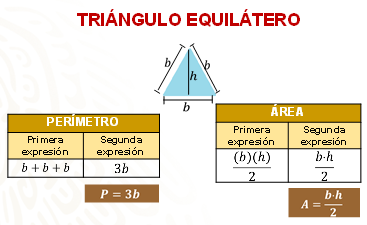 TRIÁNGULO EQUILÁTERO
b
h
b
b
PERÍMETRO
Primera expresión
Segunda expresión
b + b + b
3b
P = 3b
ÁREA
Primera expresión
Segunda expresión
(b)(h)/2
b·h/2
A = b·h/2